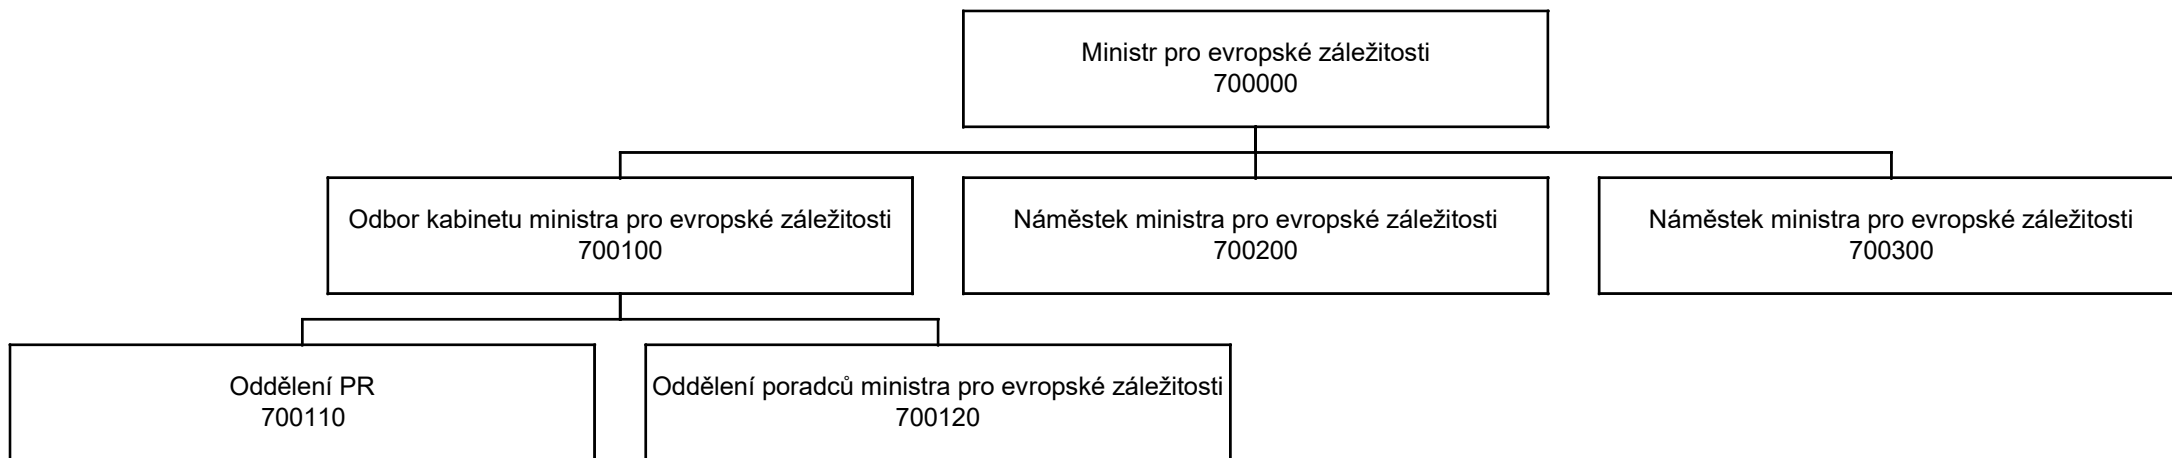 Ministr pro evropské záležitosti
700000
Odbor kabinetu ministra pro evropské záležitosti
700100
Náměstek ministra pro evropské záležitosti
700200
Náměstek ministra pro evropské záležitosti
700300
Oddělení PR
700110
Oddělení poradců ministra pro evropské záležitosti
700120